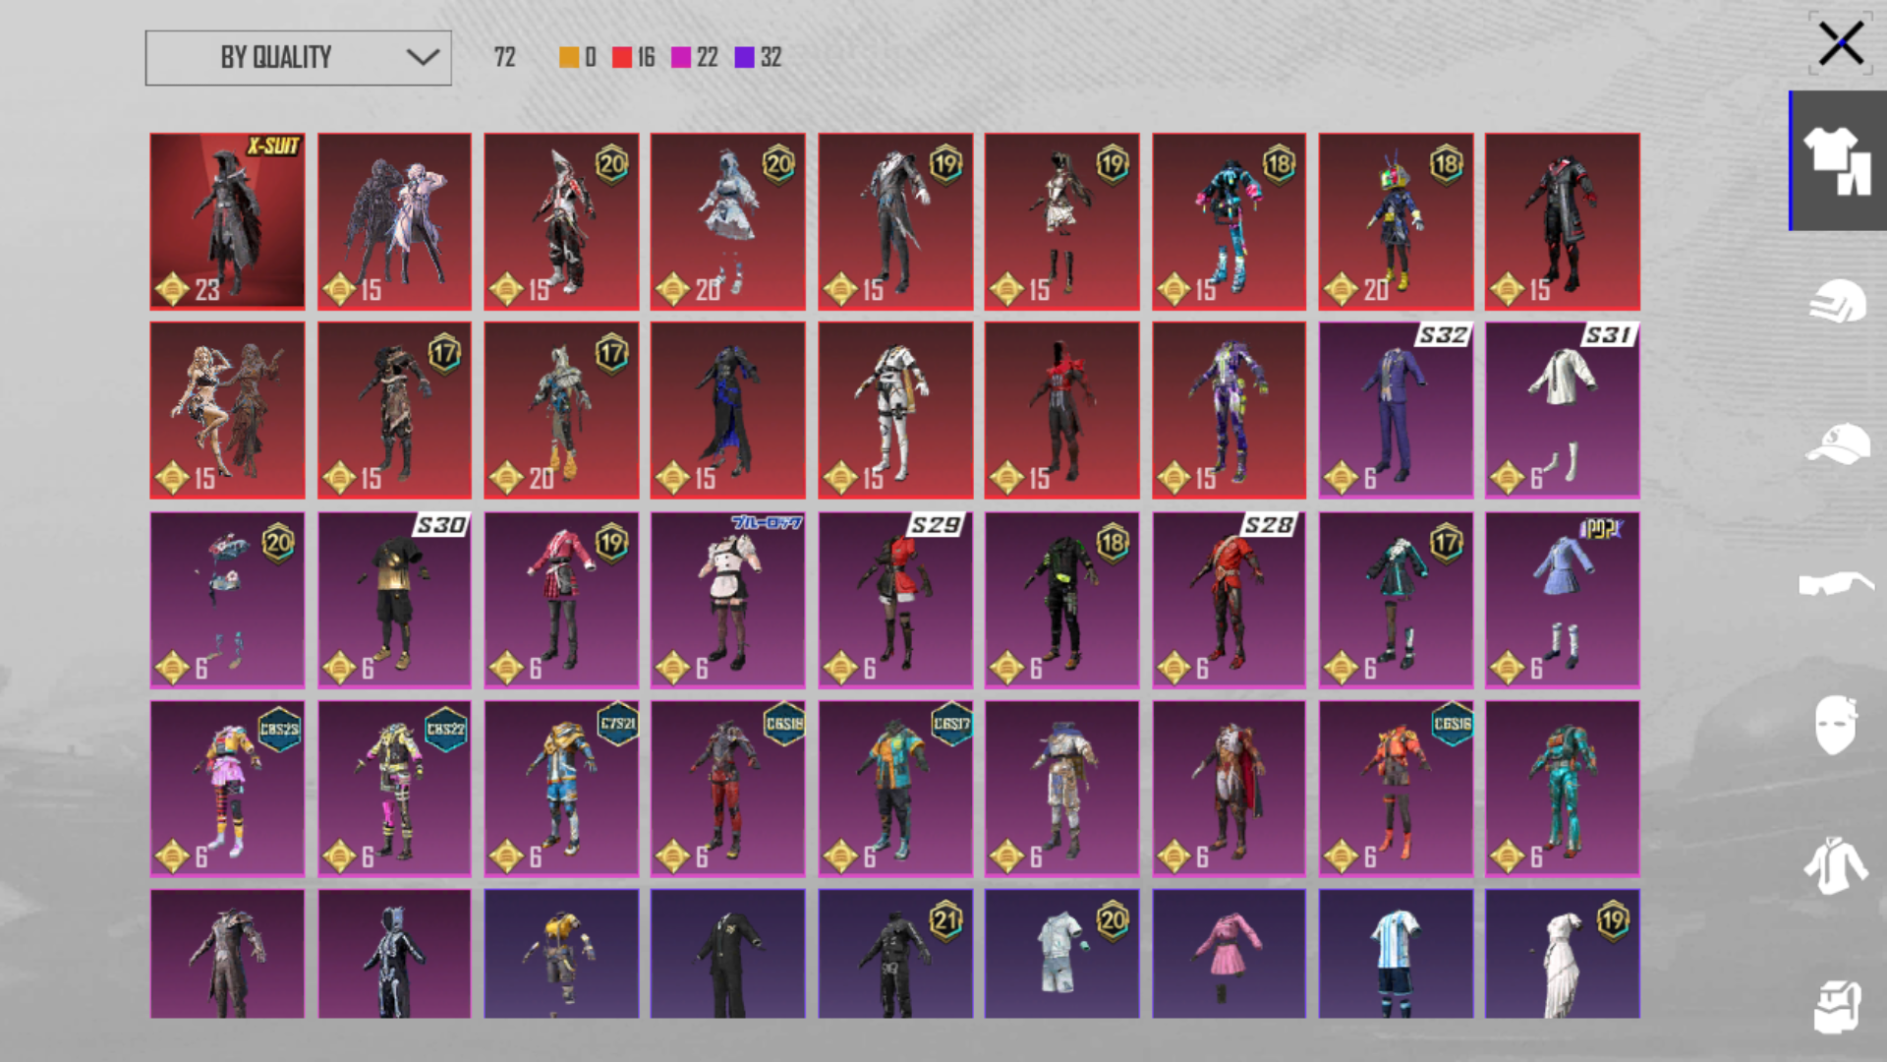 BY QUALITY 72 0 16 22 32
X-SUIT 20 20 19 19 18 18
23 15 15 20 15 15 15 20 15
17 17 S32 S31
15 15 20 15 15 15 15 6 6
20 S30 19 ブルーロック S29 18 S28 17
6 6 6 6 6 6 6 6 6
C8S23 C8S22 C7S21 C6S18 C6S17 C6S16
6 6 6 6 6 6 6 6 6
21 20 19